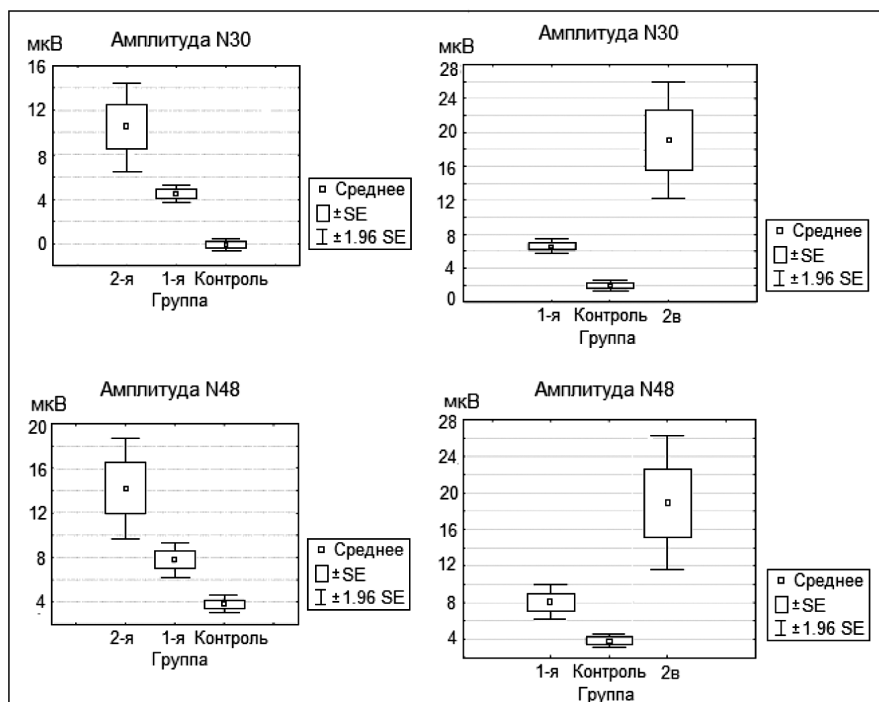 Амплитуда N30
мкВ
16
12
8
4
0
2-я 1-я Контроль
Группа
Среднее
±SE
±1.96 SE
Амплитуда N30
мкВ
28
24
20
16
12
8
4
0
1-я Контроль 2в
Группа
Среднее
±SE
±1.96 SE
Амплитуда N48
мкВ
20
16
12
8
4
2-я 1-я Контроль
Группа
Среднее
±SE
±1.96 SE
Амплитуда N48
мкВ
28
24
20
16
12
8
4
1-я Контроль 2в
Группа
Среднее
±SE
±1.96 SE